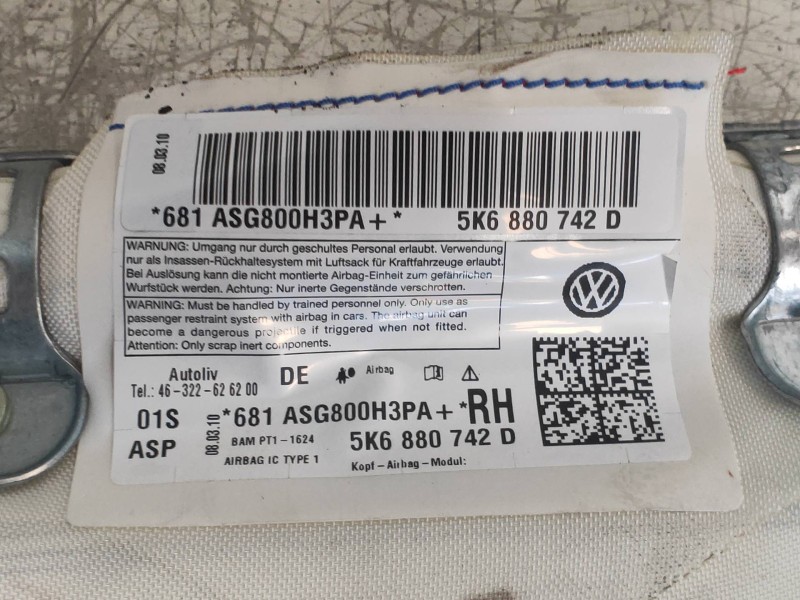 08.03.10
*681 ASG800H3PA+* 5K6 880 742 D
WARNING: Umgang nur durch geschultes Personal erlaubt. Verwendung
nur als Insassen-Rückhaltesystem mit Luftsack für Kraftfahrzeuge erlaubt.
Bei Auslösung kann die nicht montierte Airbag-Einheit zum gefährlichen
Wurfstück werden. Achtung: Nur inerte Gegenstände verschrotten.
WARNING: Must be handled by trained personnel only. Only use as
passenger restraint system with airbag in cars. The airbag unit can
become a dangerous projectile if triggered when not fitted.
Attention: Only scrap inert components.
Autoliv DE Airbag
Tel.: 46-322-626200
01S 08.03.10 *681 ASG800H3PA+* RH
ASP BAM PT1-1624 5K6 880 742 D
AIRBAG IC TYPE 1 Kopf-Airbag-Modul: